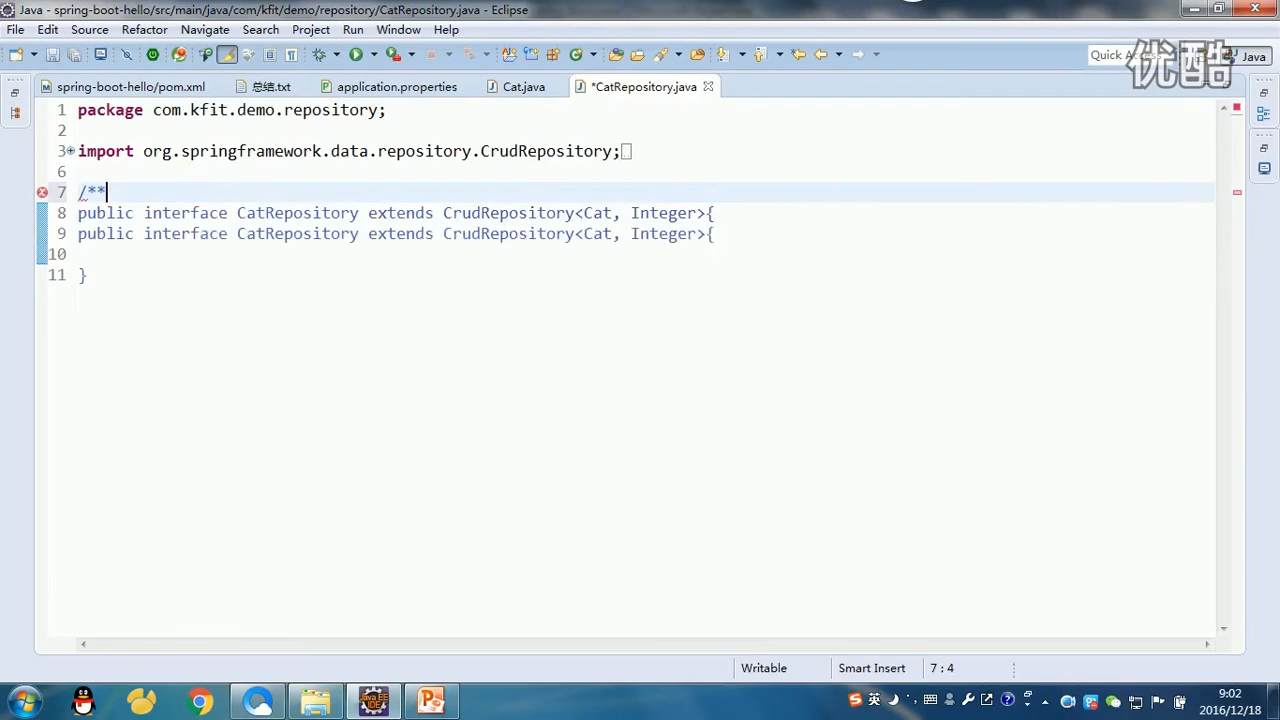 Java - spring-boot-hello/src/main/java/com/kfit/demo/repository/CatRepository.java - Eclipse
File Edit Source Refactor Navigate Search Project Run Window Help
Quick Access
Java
优酷
spring-boot-hello/pom.xml
总结.txt
application.properties
Cat.java
*CatRepository.java
1 package com.kfit.demo.repository;
2
3 import org.springframework.data.repository.CrudRepository;
6
7 /**
8 public interface CatRepository extends CrudRepository<Cat, Integer>{
9 public interface CatRepository extends CrudRepository<Cat, Integer>{
10
11 }
Writable
Smart Insert
7 : 4
Java EE
IDE
英
9:02
2016/12/18